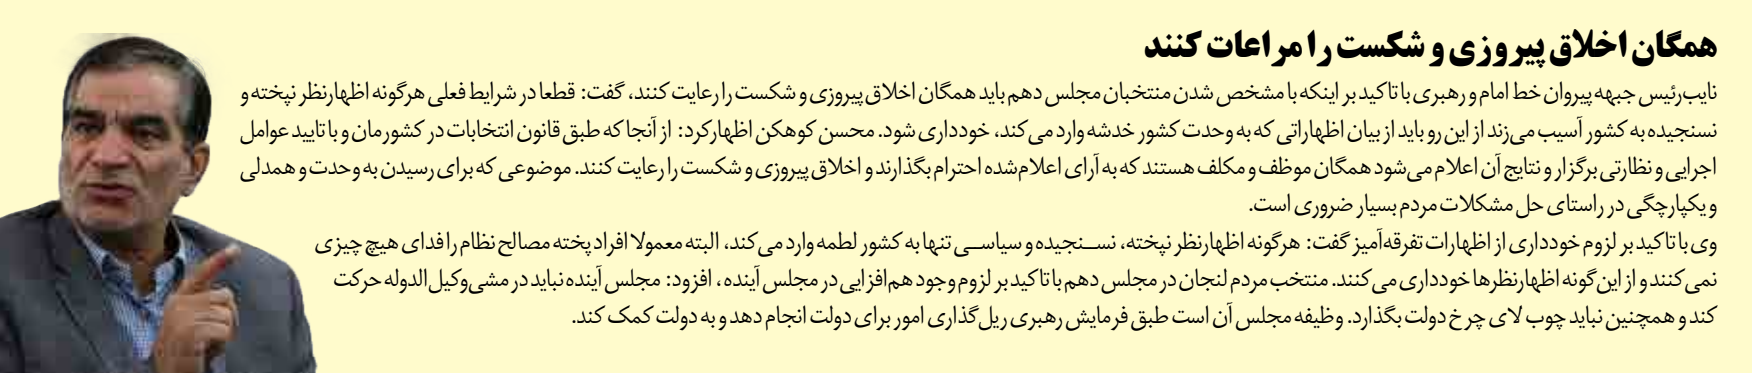 همگان اخلاق پیروزی و شکست را مراعات کنند
نایب‌رئیس جبهه پیروان خط امام و رهبری با تاکید بر اینکه با مشخص شدن منتخبان مجلس دهم باید همگان اخلاق پیروزی و شکست را رعایت کنند، گفت: قطعا در شرایط فعلی هرگونه اظهارنظر نپخته و
نسنجیده به کشور آسیب می‌زند از این رو باید از بیان اظهاراتی که به وحدت کشور خدشه وارد می‌کند، خودداری شود. محسن کوهکن اظهارکرد: از آنجا که طبق قانون انتخابات در کشورمان و با تایید عوامل
اجرایی و نظارتی برگزار و نتایج آن اعلام می‌شود همگان موظف و مکلف هستند که به آرای اعلام‌شده احترام بگذارند و اخلاق پیروزی و شکست را رعایت کنند. موضوعی که برای رسیدن به وحدت و همدلی
و یکپارچگی در راستای حل مشکلات مردم بسیار ضروری است.
وی با تاکید بر لزوم خودداری از اظهارات تفرقه‌آمیز گفت: هرگونه اظهارنظر نپخته، نسـنجیده و سیاسـی تنها به کشور لطمه وارد می‌کند، البته معمولا افراد پخته مصالح نظام را فدای هیچ چیزی
نمی‌کنند و از این گونه اظهارنظرها خودداری می‌کنند. منتخب مردم لنجان در مجلس دهم با تاکید بر لزوم وجود هم‌افزایی در مجلس آینده، افزود: مجلس آینده نباید در مشی وکیل‌الدوله حرکت
کند و همچنین نباید چوب لای چرخ دولت بگذارد. وظیفه مجلس آن است طبق فرمایش رهبری ریل‌گذاری امور برای دولت انجام دهد و به دولت کمک کند.